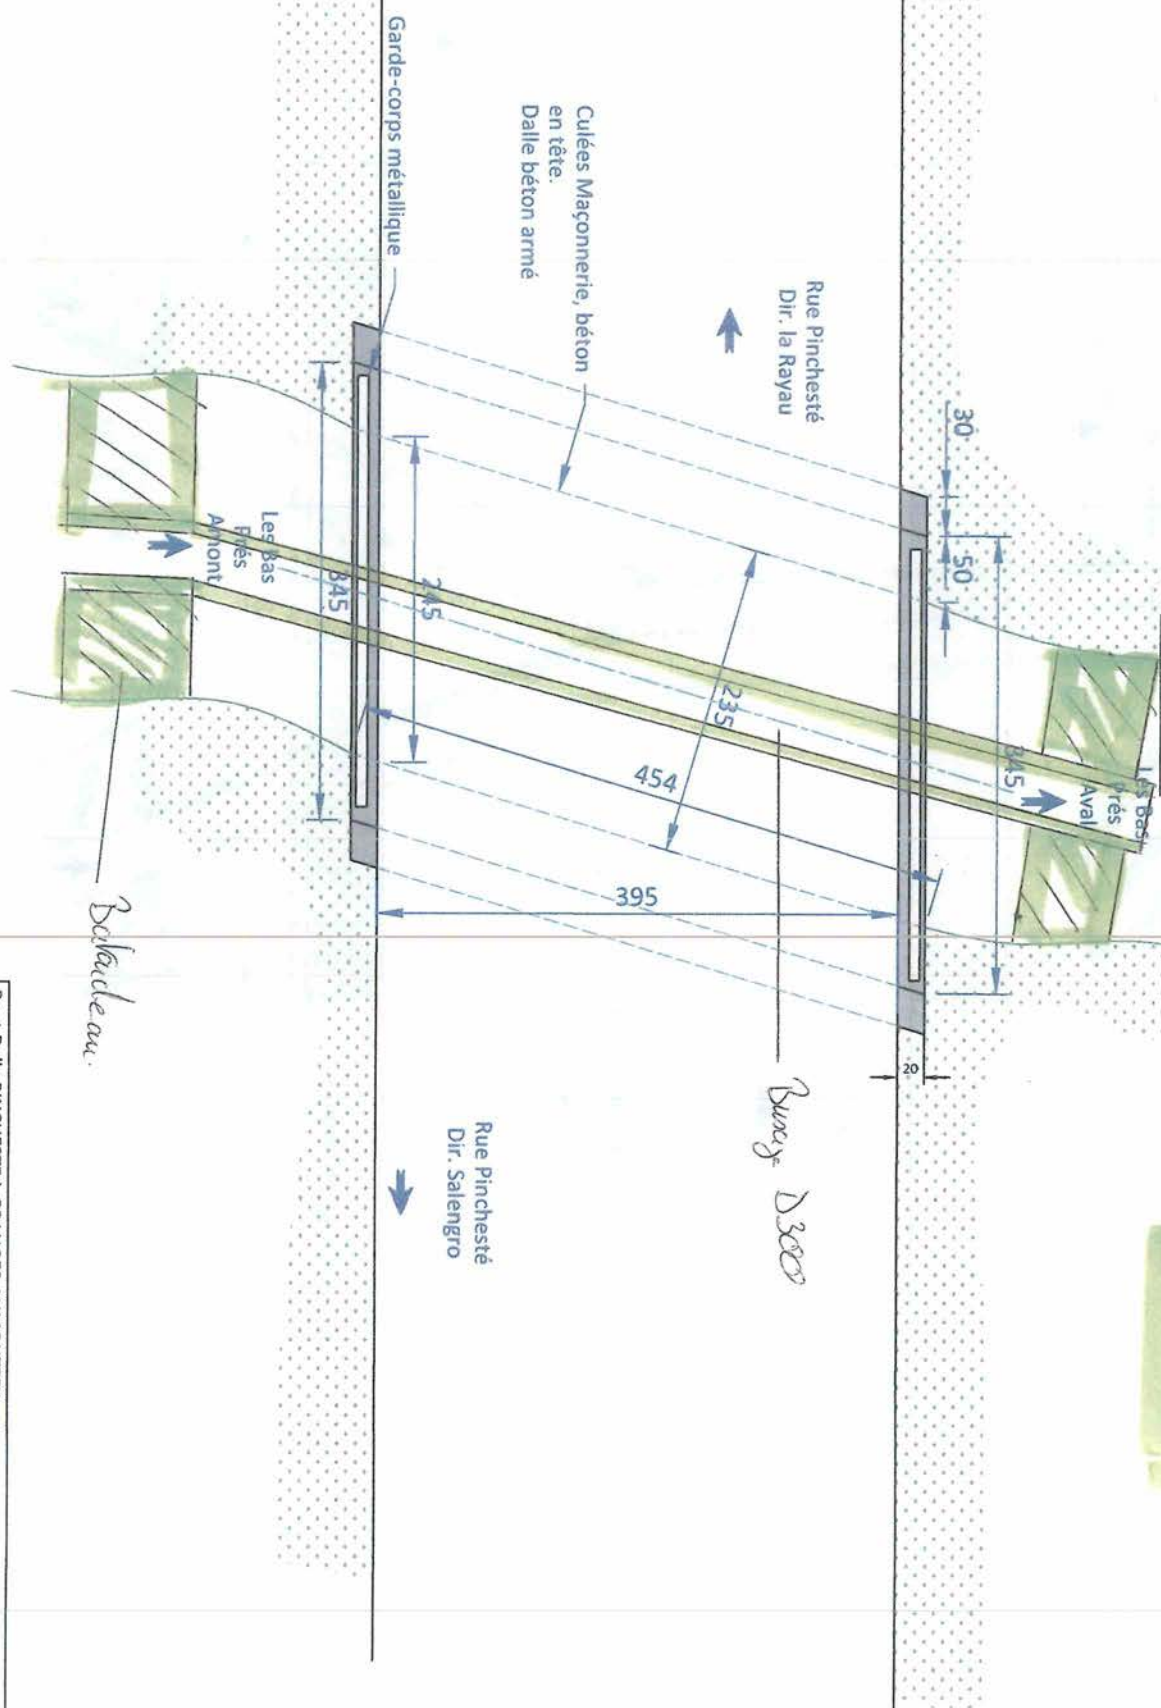 Garde-corps métallique
Culées Maçonnerie, béton
en tête.
Dalle béton armé
Rue Pinchesté
Dir. la Rayau
30
50
345
Les Bas
Prés
Aval
Les Bas
Prés
Amont
345
245
235
454
395
20
Batardeau.
Busage D300
Rue Pinchesté
Dir. Salengro